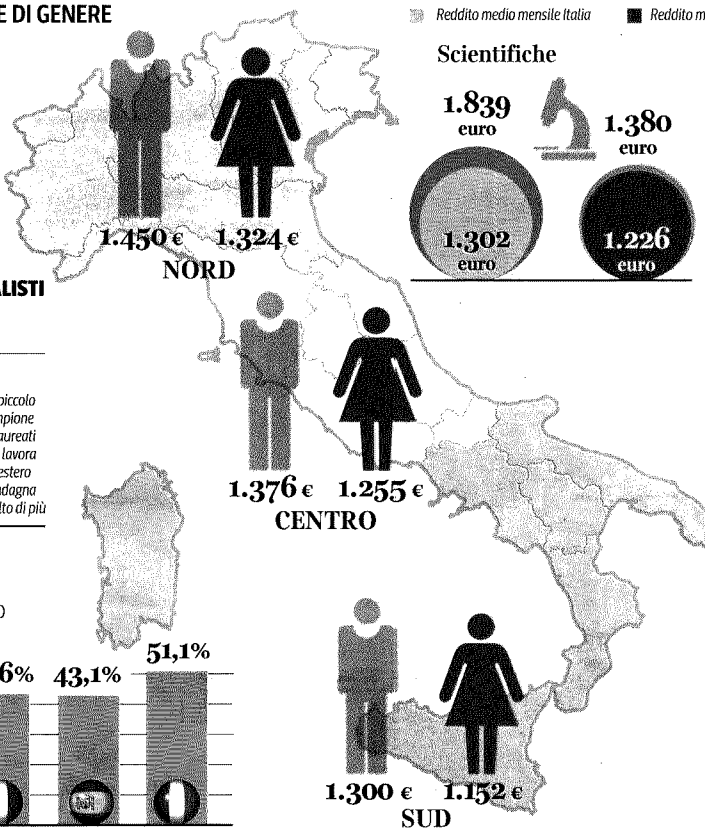 E DI GENERE
Reddito medio mensile Italia
Reddito m
Scientifiche
1.839
euro
1.380
euro
1.302
euro
1.226
euro
1.450 €
1.324 €
NORD
ALISTI
piccolo
mpione
aureati
lavora
estero
adagna
lto di più
1.376 €
1.255 €
CENTRO
6%
43,1%
51,1%
1.300 €
1.152 €
SUD